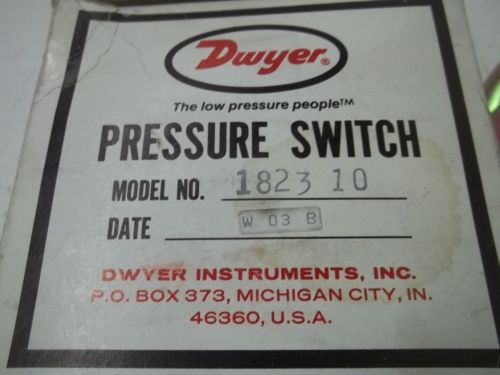 Dwyer®
The low pressure people™
PRESSURE SWITCH
MODEL NO. 1823 10
DATE W 03 B
DWYER INSTRUMENTS, INC.
P.O. BOX 373, MICHIGAN CITY, IN.
46360, U.S.A.